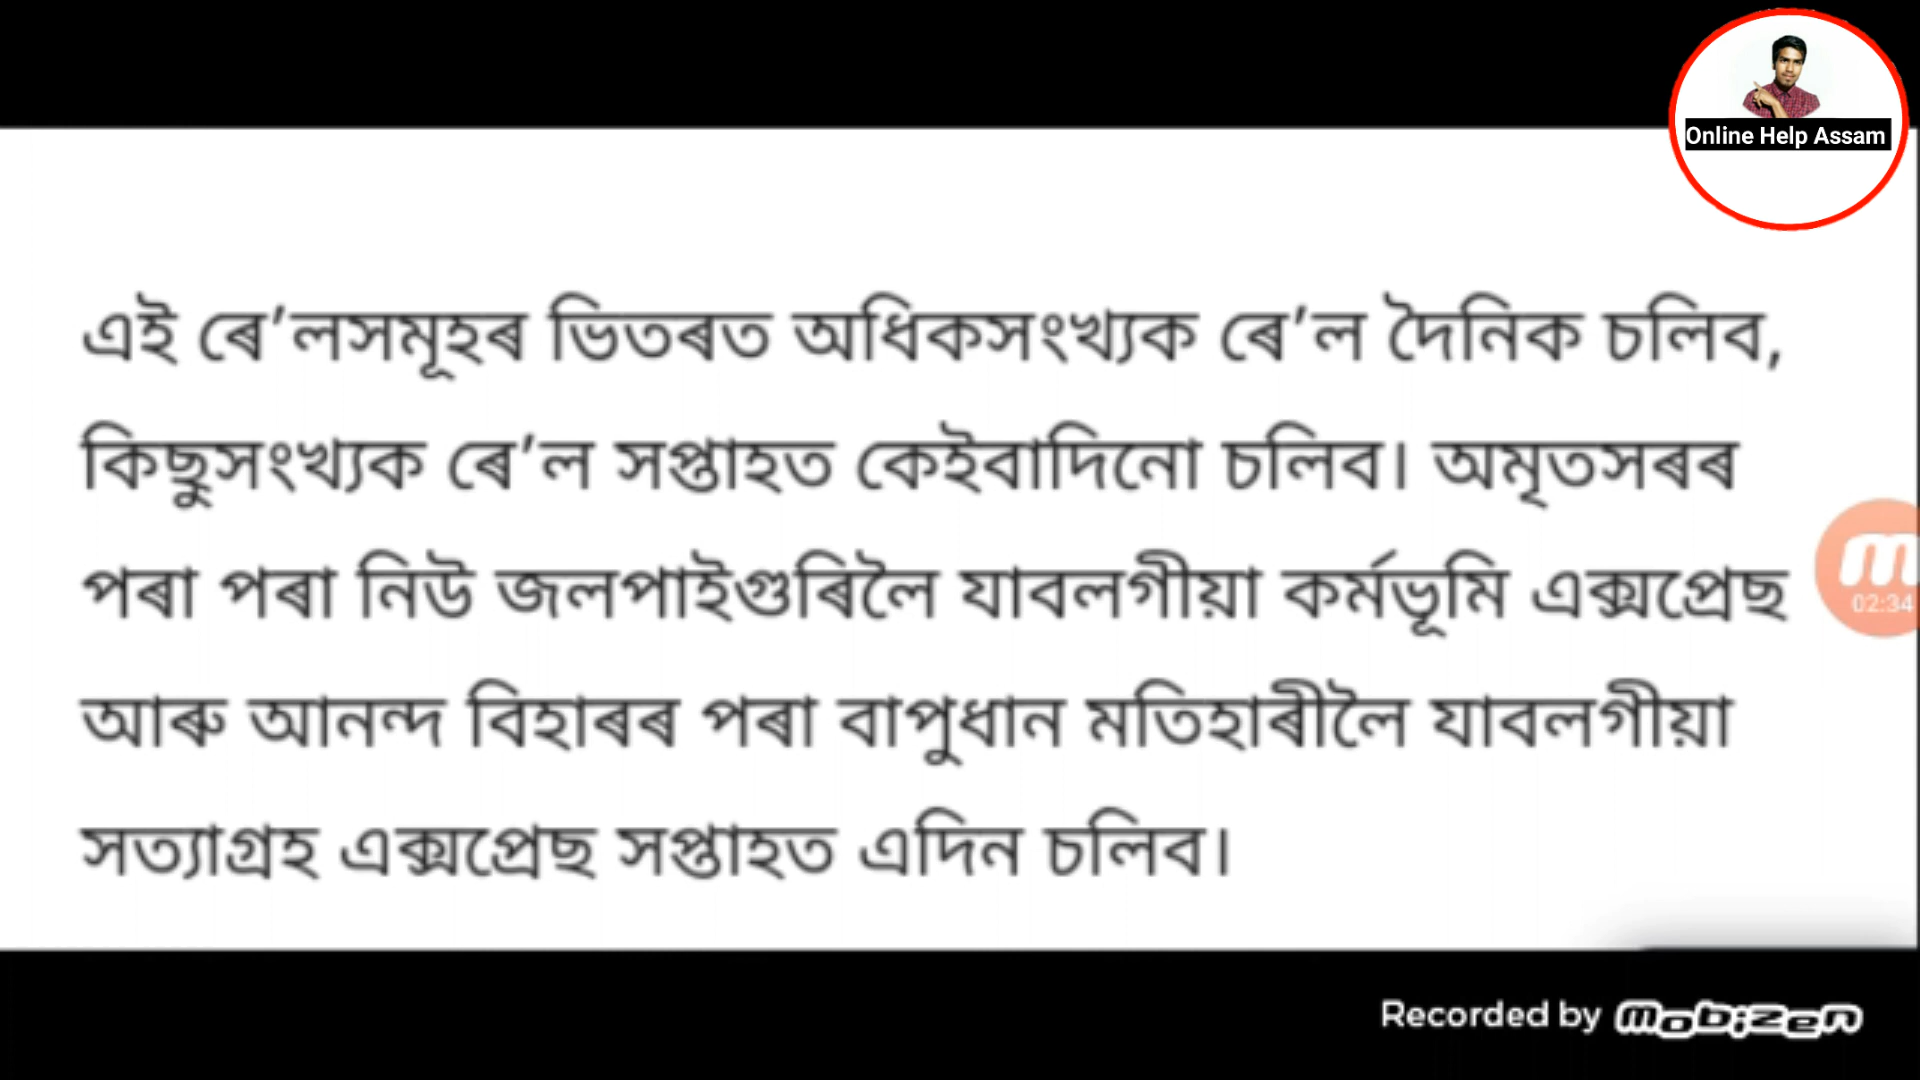 Online Help Assam
এই ৰে’লসমূহৰ ভিতৰত অধিকসংখ্যক ৰে’ল দৈনিক চলিব,
কিছুসংখ্যক ৰে’ল সপ্তাহত কেইবাদিনো চলিব। অমৃতসৰৰ
পৰা পৰা নিউ জলপাইগুৰিলৈ যাবলগীয়া কৰ্মভূমি এক্সপ্ৰেছ
02:34
আৰু আনন্দ বিহাৰৰ পৰা বাপুধান মতিহাৰীলৈ যাবলগীয়া
সত্যাগ্ৰহ এক্সপ্ৰেছ সপ্তাহত এদিন চলিব।
Recorded by mobizen